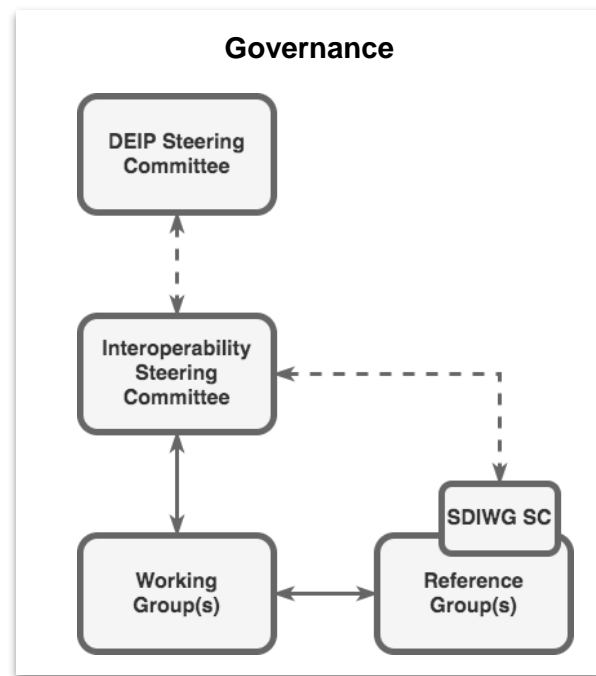 Governance
DEIP Steering
Committee
Interoperability
Steering
Committee
SDIWG SC
Working
Group(s)
Reference
Group(s)